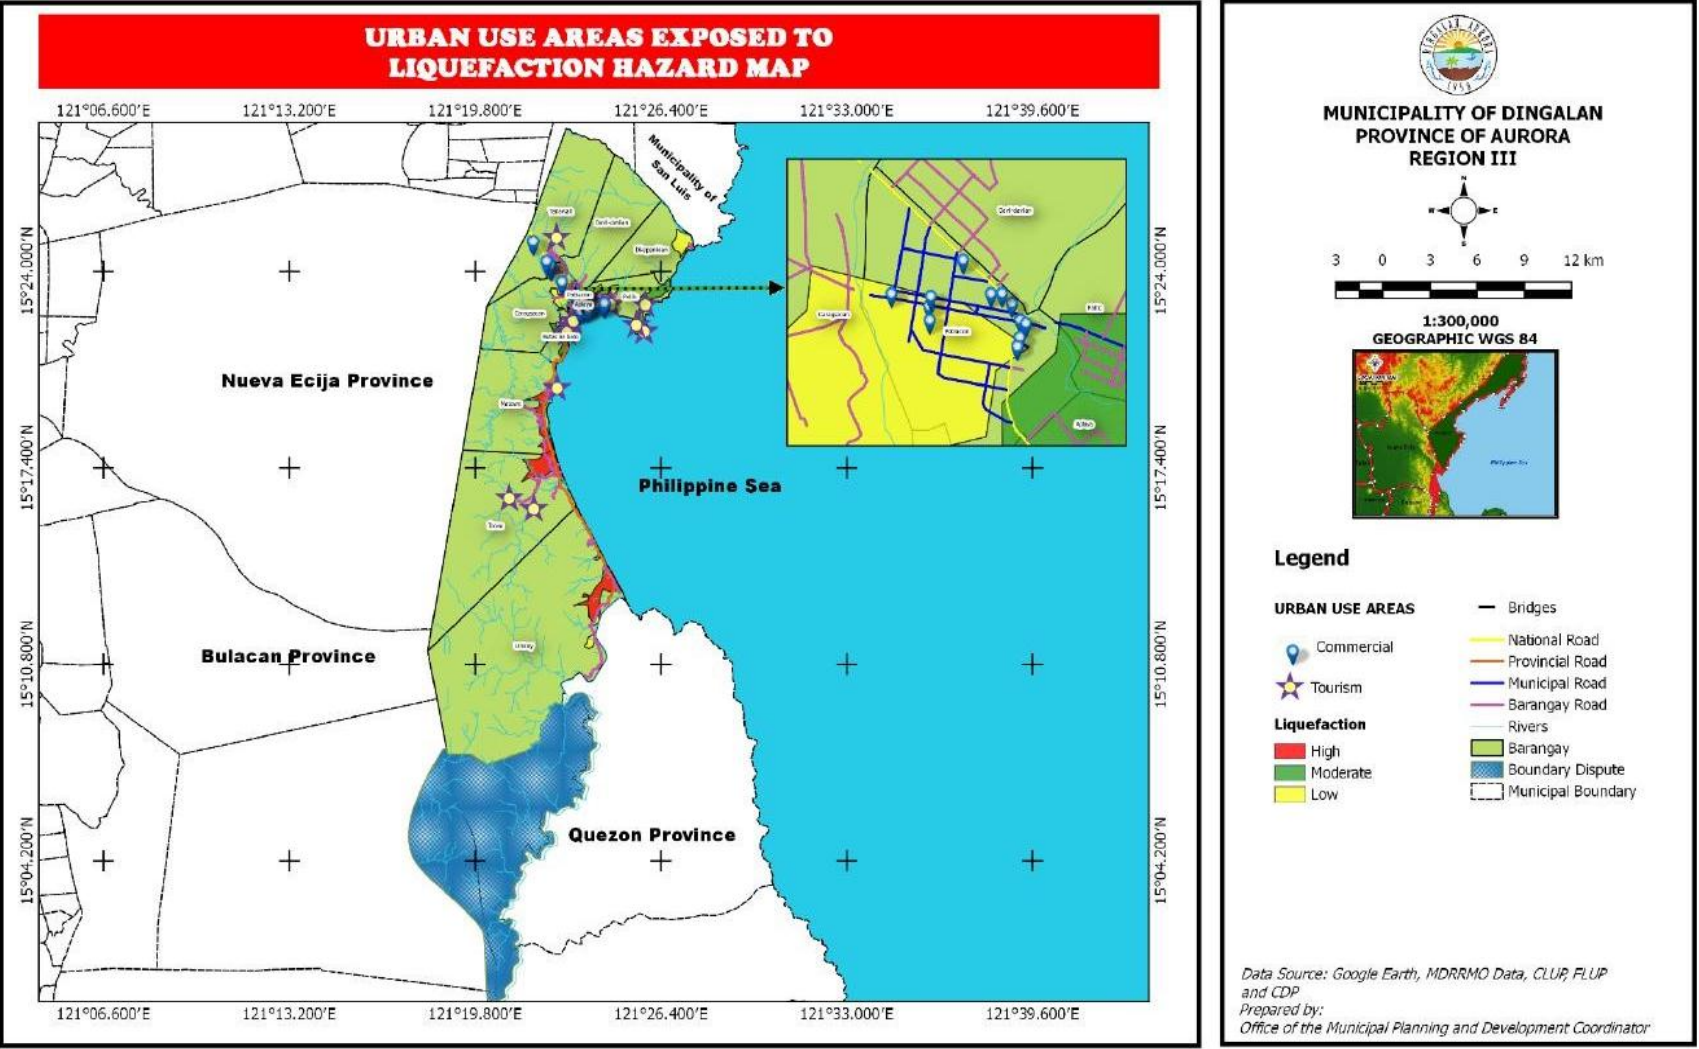 URBAN USE AREAS EXPOSED TO
LIQUEFACTION HAZARD MAP
121°06.600'E 121°13.200'E 121°19.800'E 121°26.400'E 121°33.000'E 121°39.600'E
15°24.000'N
15°17.400'N
15°10.800'N
15°04.200'N
Municipality of
San Luis
Nueva Ecija Province
Philippine Sea
Bulacan Province
Quezon Province
121°06.600'E 121°13.200'E 121°19.800'E 121°26.400'E 121°33.000'E 121°39.600'E
15°24.000'N
15°17.400'N
15°10.800'N
15°04.200'N
DINGALAN, AURORA
MUNICIPALITY OF DINGALAN
PROVINCE OF AURORA
REGION III
N
W E
S
3 0 3 6 9 12 km
1:300,000
GEOGRAPHIC WGS 84
Philippine Sea
Legend
URBAN USE AREAS
Commercial
Tourism
Liquefaction
High
Moderate
Low
Bridges
National Road
Provincial Road
Municipal Road
Barangay Road
Rivers
Barangay
Boundary Dispute
Municipal Boundary
Data Source: Google Earth, MDRRMO Data, CLUP, FLUP
and CDP
Prepared by:
Office of the Municipal Planning and Development Coordinator